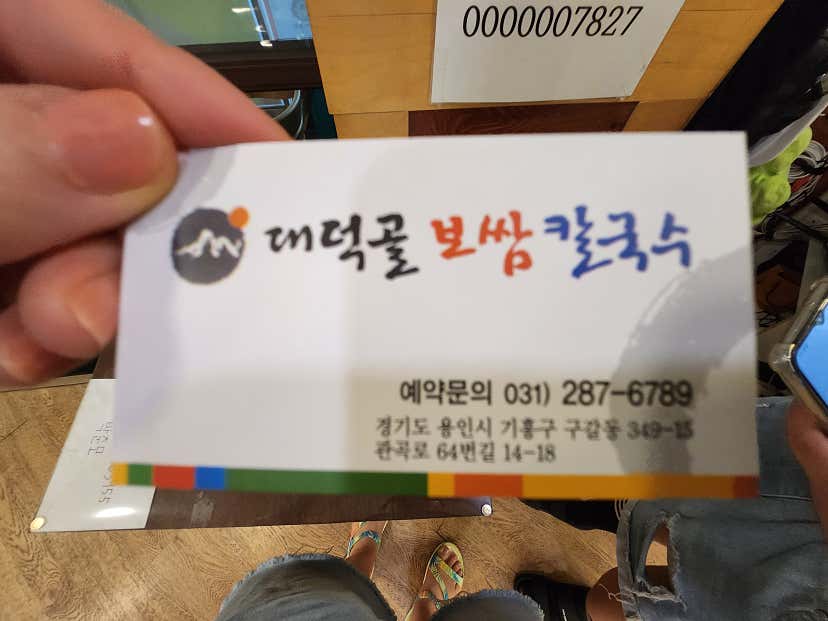 0000007827
대덕골 보쌈 칼국수
예약문의 031) 287-6789
경기도 용인시 기흥구 구갈동 349-15
관곡로 64번길 14-18